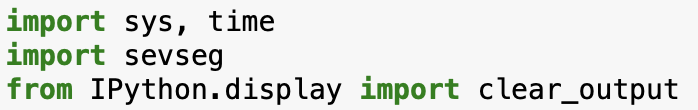 import sys, time
import sevseg
from IPython.display import clear_output